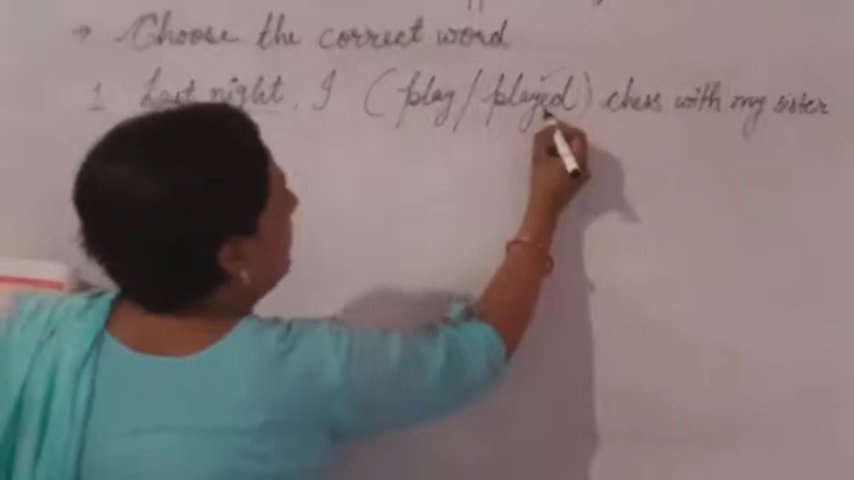 → Choose the correct word
1 Last night, I (play/played) chess with my sister